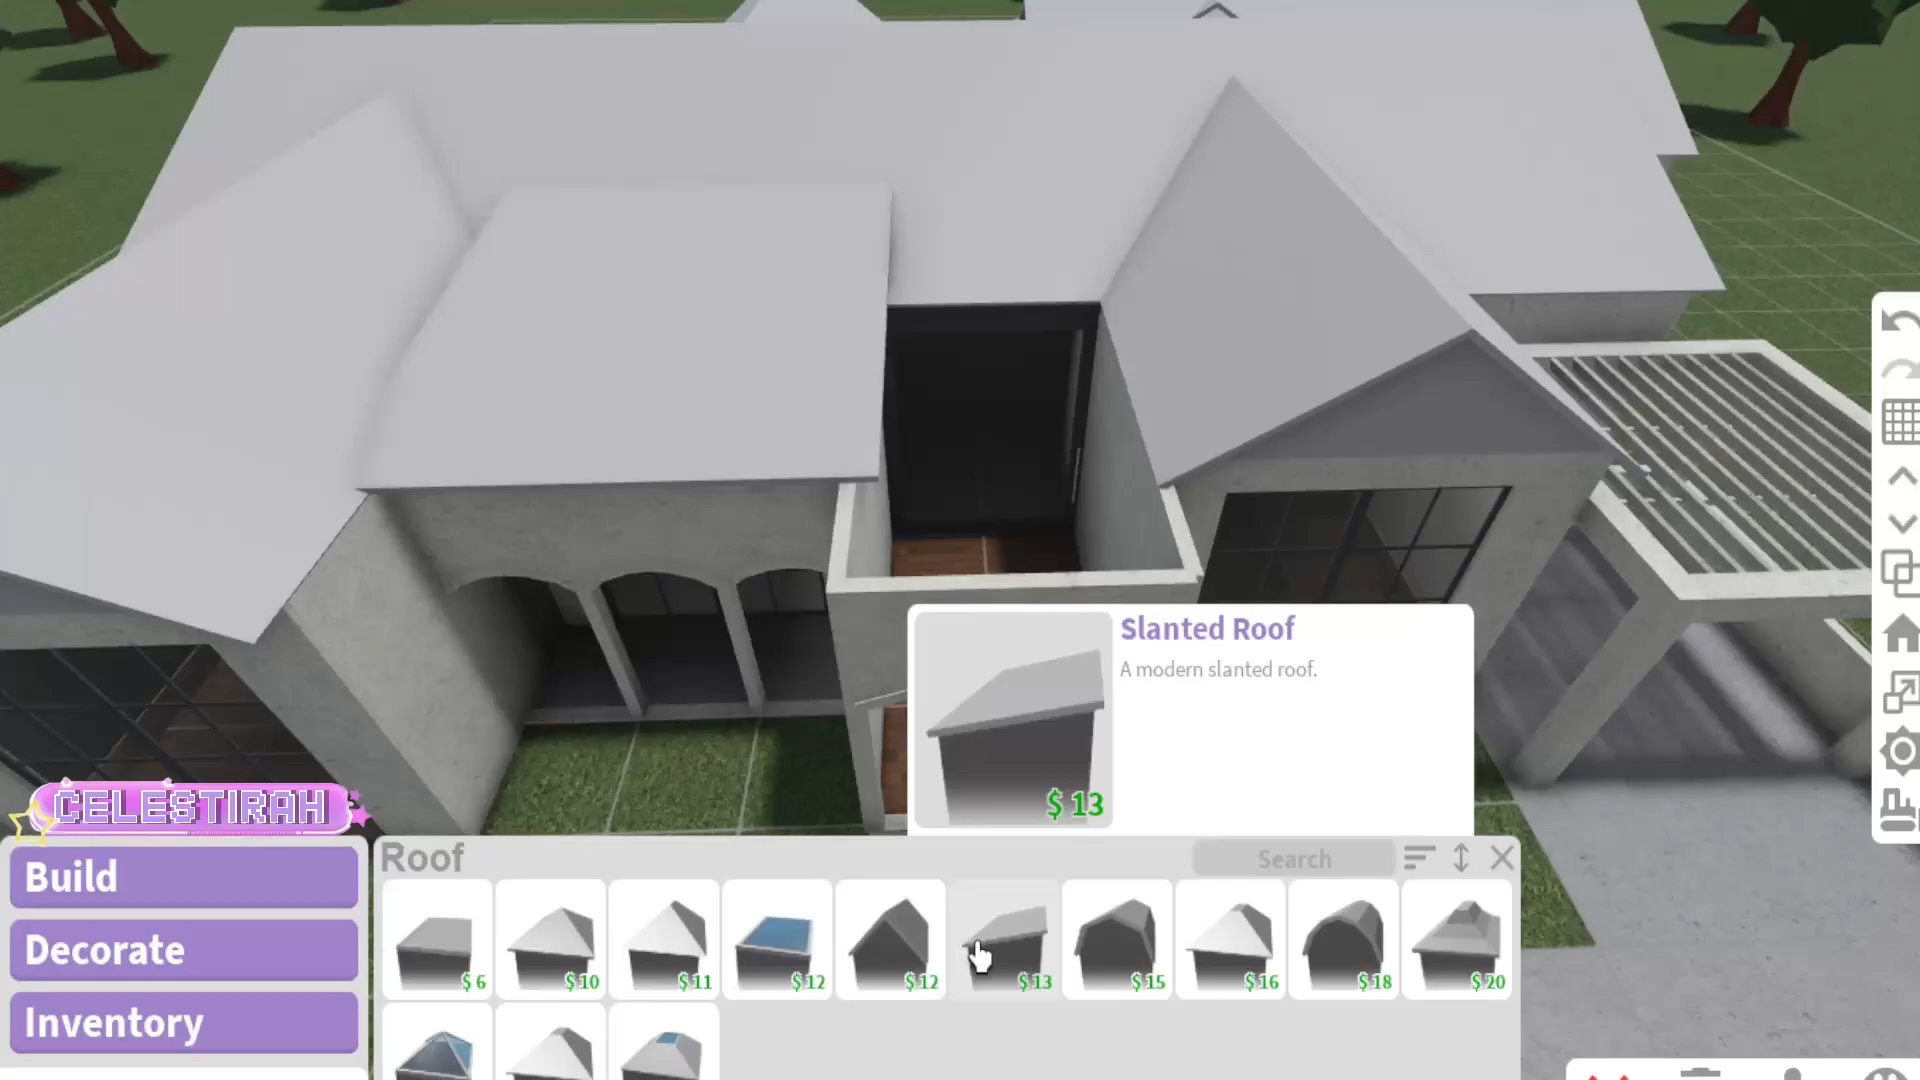 Slanted Roof
A modern slanted roof.
$ 13
CELESTIRAH
Roof
Search
Build
Decorate
Inventory
$ 6
$ 10
$ 11
$ 12
$ 12
$ 13
$ 15
$ 16
$ 18
$ 20